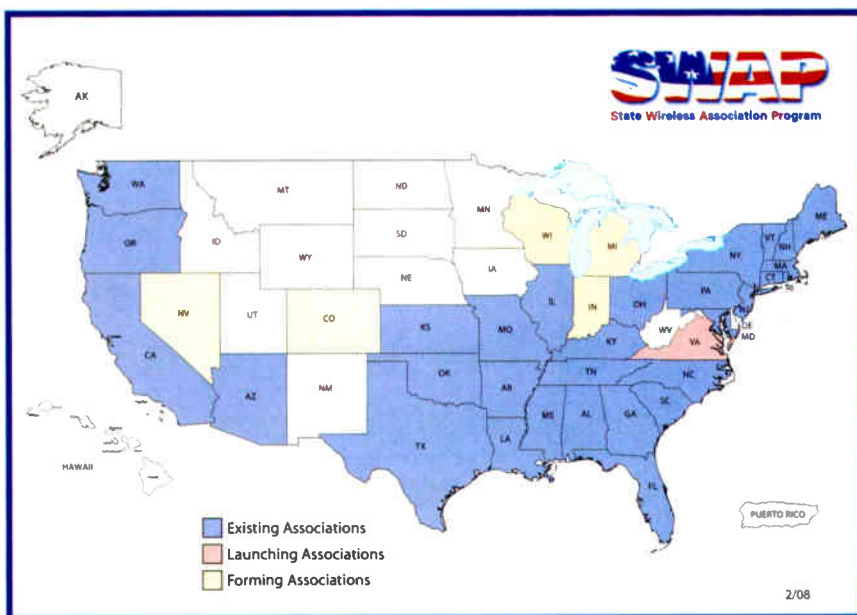 SWAP
State Wireless Association Program
AK
WA
MT
ND
MN
ME
OR
ID
SD
WI
MI
VT
NH
NY
MA
CT
RI
WY
IA
PA
NE
NV
UT
CO
IL
IN
OH
DE
MD
WV
VA
KS
MO
KY
CA
NC
TN
AZ
NM
OK
AR
SC
MS
AL
GA
TX
LA
FL
HAWAII
PUERTO RICO
Existing Associations
Launching Associations
Forming Associations
2/08